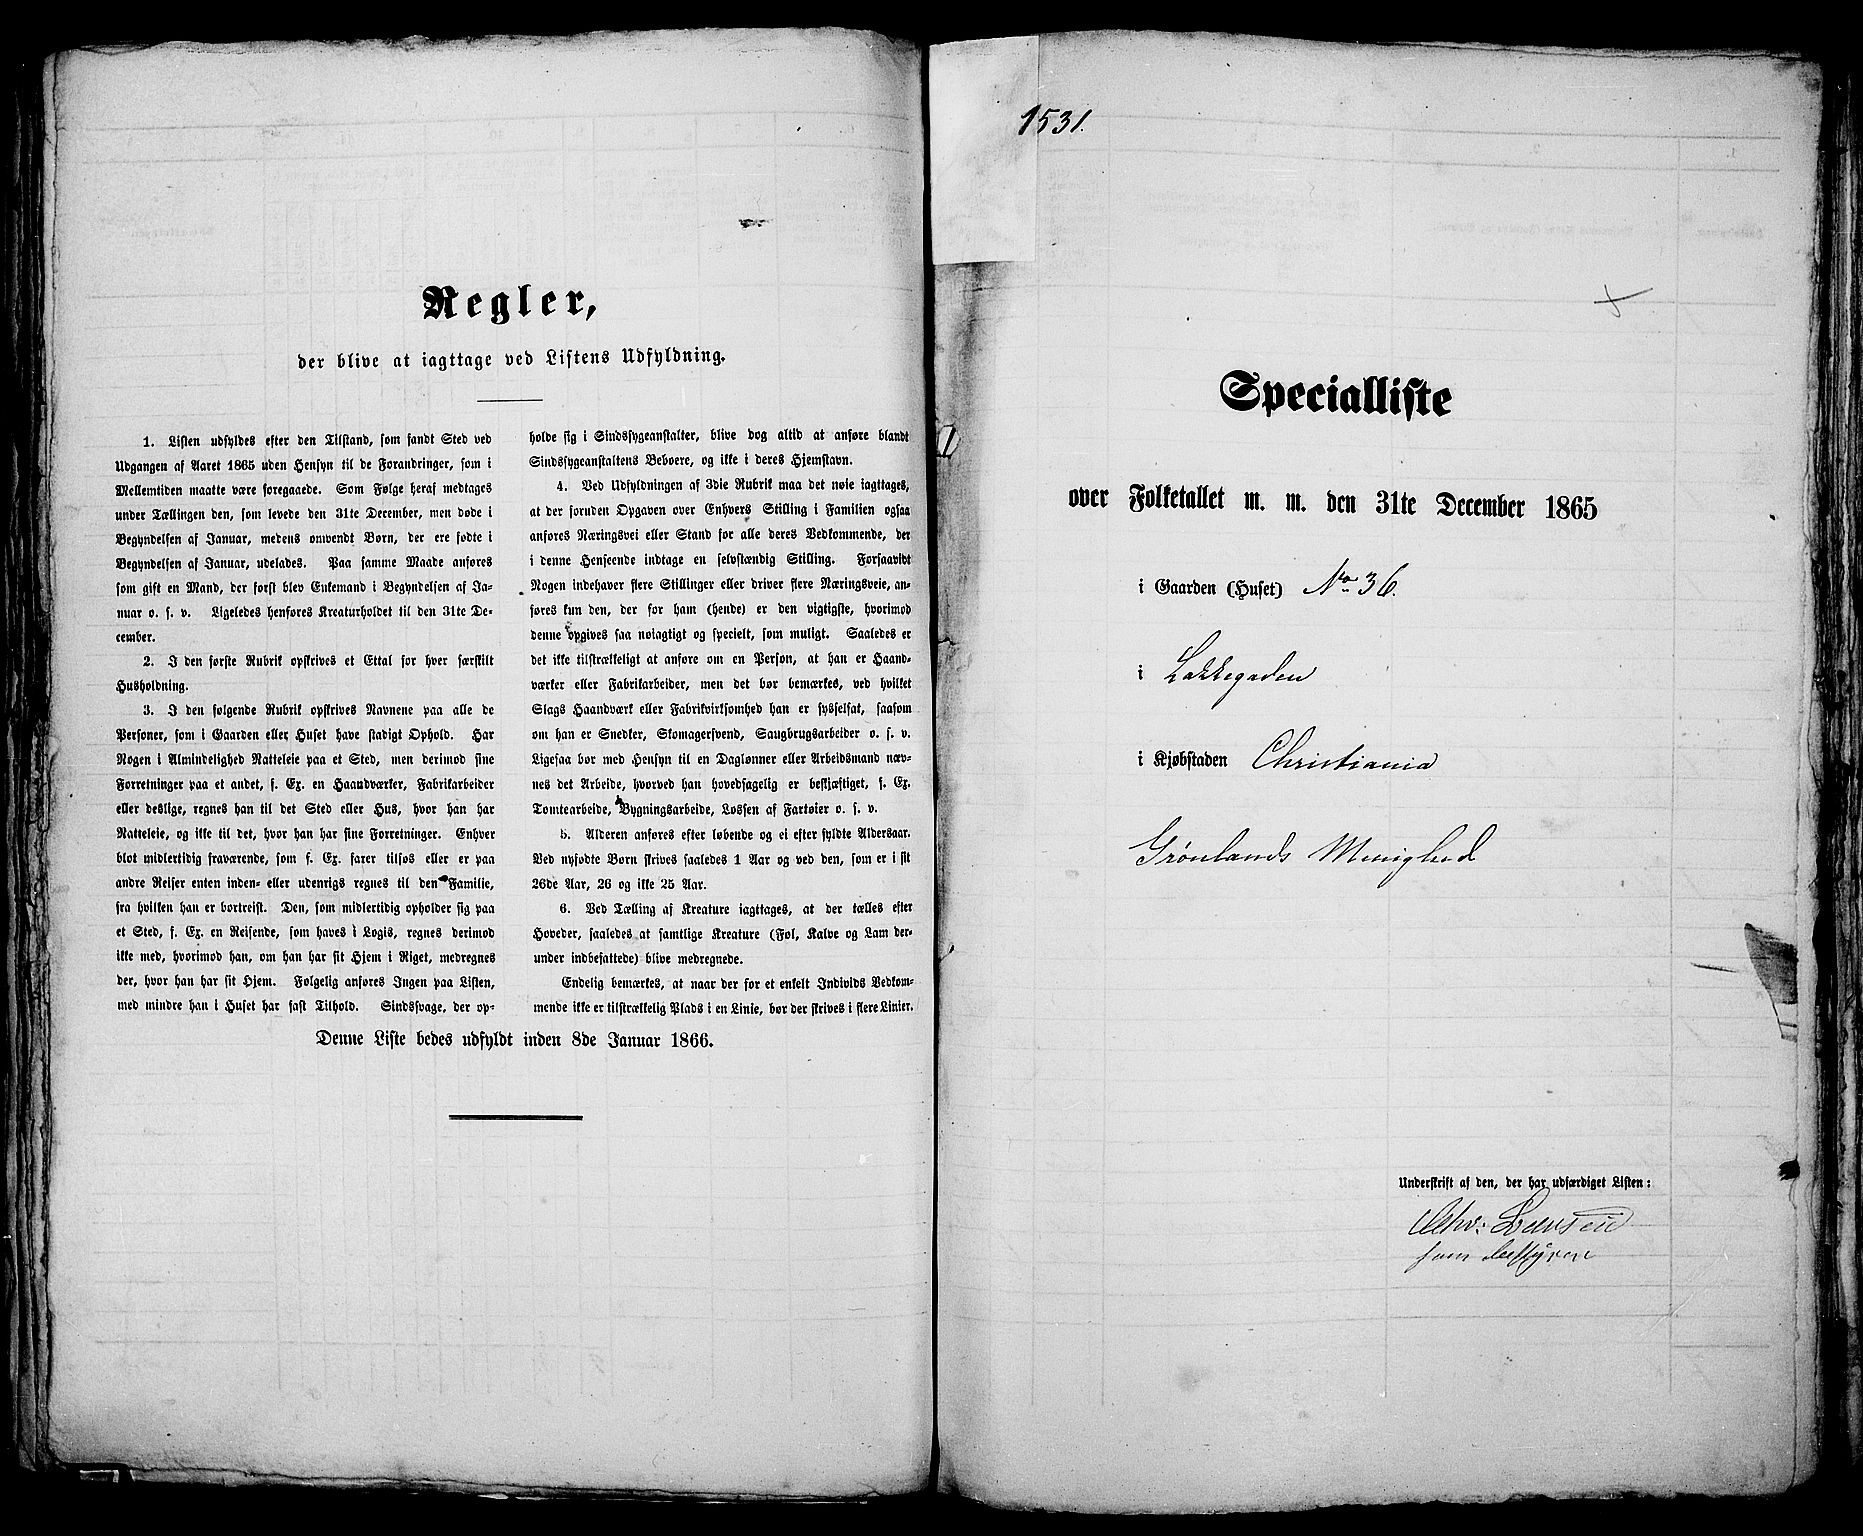 Regler,
der blive at iagttage ved Listens Udfyldning.
1. Listen udfyldes efter den Tilstand, som fandt Sted ved
Udgangen af Aaret 1865 uden Hensyn til de Forandringer, som i
Mellemtiden maatte være foregaaede. Som Følge heraf medtages
under Tællingen den, som levede den 31te December, men døde i
Begyndelsen af Januar, medens omvendt Børn, der ere fødte i
Begyndelsen af Januar, udelades. Paa samme Maade anføres
som gift en Mand, der først blev Enkemand i Begyndelsen af Ja-
nuar o. s. v. Ligeledes henføres Kreaturholdet til den 31te De-
cember.
2. I den første Rubrik opskrives et Ettal for hver særskilt
Husholdning.
3. I den følgende Rubrik opskrives Navnene paa alle de
Personer, som i Gaarden eller Huset have stadigt Ophold. Har
Nogen i Almindelighed Natteleie paa et Sted, men derimod sine
Forretninger paa et andet, f. Ex. en Haandværker, Fabrikarbeider
eller deslige, regnes han til det Sted eller Hus, hvor han har
Natteleie, og ikke til det, hvor han har sine Forretninger. Enhver
blot midlertidig fraværende, som f. Ex. farer tilsøs eller er paa
andre Reiser enten inden- eller udenrigs regnes til den Familie,
fra hvilken han er bortreist. Den, som midlertidig opholder sig paa
et Sted, f. Ex. en Reisende, som haves i Logis, regnes derimod
ikke med, hvorimod han, om han har sit Hjem i Riget, medregnes
der, hvor han har sit Hjem. Følgelig anføres Ingen paa Listen,
med mindre han i Huset har fast Tilhold. Sindssvage, der op-
holde sig i Sindssygeanstalter, blive dog altid at anføre blandt
Sindssygeanstaltens Beboere, og ikke i deres Hjemstavn.
4. Ved Udfyldningen af 3die Rubrik maa det nøie iagttages,
at der foruden Opgaven over Enhvers Stilling i Familien ogsaa
anføres Næringsvei eller Stand for alle deres Vedkommende, der
i denne Henseende indtage en selvstændig Stilling. Forsaavidt
Nogen indehaver flere Stillinger eller driver flere Næringsveie, an-
føres kun den, der for ham (hende) er den vigtigste, hvorimod
denne opgives saa nøiagtigt og specielt, som muligt. Saaledes er
det ikke tilstrækkeligt at anføre om en Person, at han er Haand-
værker eller Fabrikarbeider, men det bør bemærkes, ved hvilket
Slags Haandværk eller Fabrikvirksomhed han er sysselsat, saasom
om han er Snedker, Skomagersvend, Saugbrugsarbeider o. s. v.
Ligesaa bør med Hensyn til en Dagløner eller Arbeidsmand næv-
nes det Arbeide, hvorved han hovedsagelig er beskjæftiget, f. Ex.
Tomtearbeide, Bygningsarbeide, Lossen af Fartøier o. s. v.
5. Alderen anføres efter løbende og ei efter fyldte Aldersaar.
Ved nyfødte Børn skrives saaledes 1 Aar og ved den, som er i sit
26de Aar, 26 og ikke 25 Aar.
6. Ved Tælling af Kreature iagttages, at der tælles efter
Hoveder, saaledes at samtlige Kreature (Føl, Kalve og Lam der-
under indbefattede) blive medregnede.
Endelig bemærkes, at naar der for et enkelt Individs Vedkom-
mende ikke er tilstrækkelig Plads i en Linie, bør der skrives i flere Linier.
Denne Liste bedes udfyldt inden 8de Januar 1866.
1531.
Specialliste
over Folketallet m. m. den 31te December 1865
i Gaarden (Huset) No 36.
i Lakkegaden
i Kjøbstaden Christiania
Grønlands Menighed
Underskrift af den, der har udfærdiget Listen:
Larsen
som bestyrer